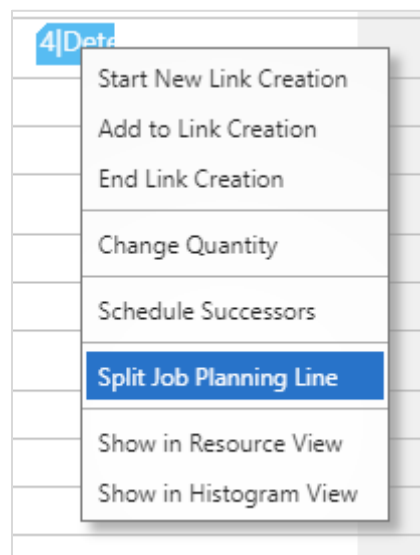 4|Dete
Start New Link Creation
Add to Link Creation
End Link Creation
Change Quantity
Schedule Successors
Split Job Planning Line
Show in Resource View
Show in Histogram View